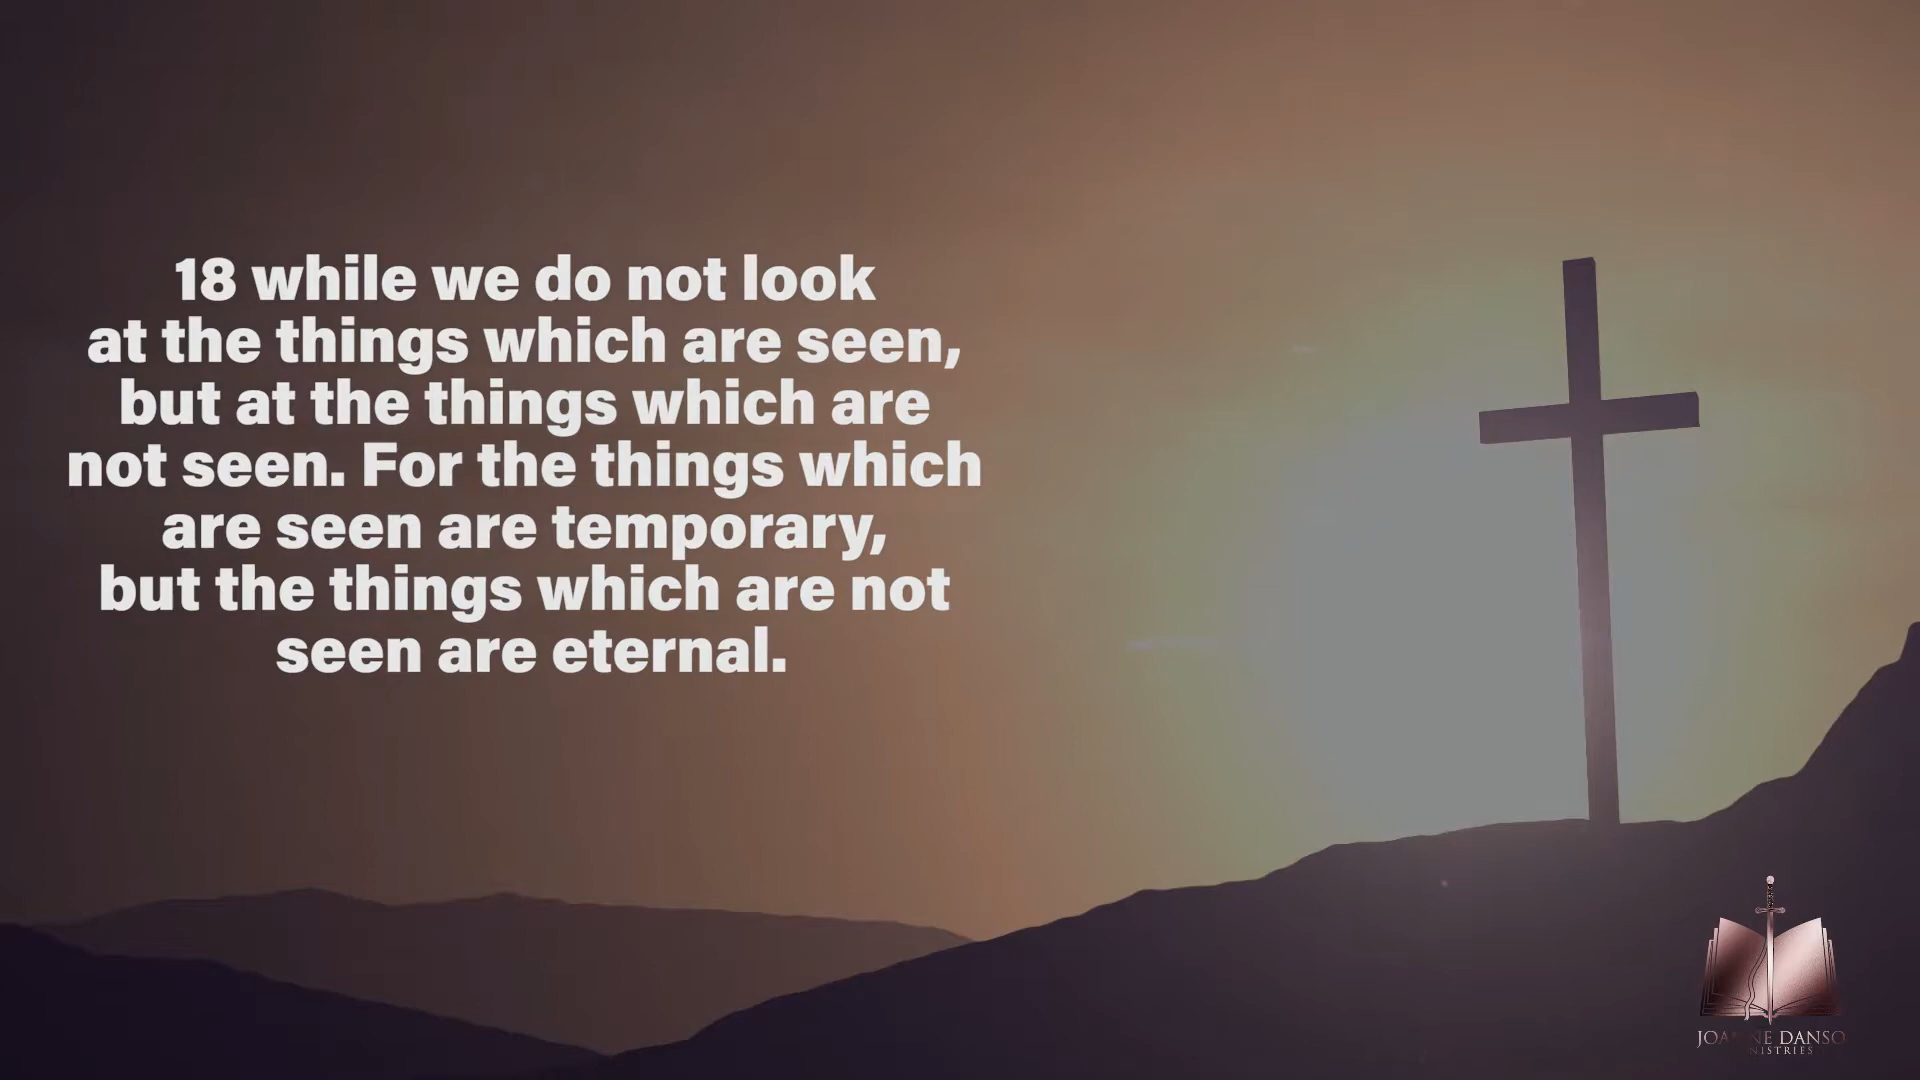 18 while we do not look
at the things which are seen,
but at the things which are
not seen. For the things which
are seen are temporary,
but the things which are not
seen are eternal.
DANSO